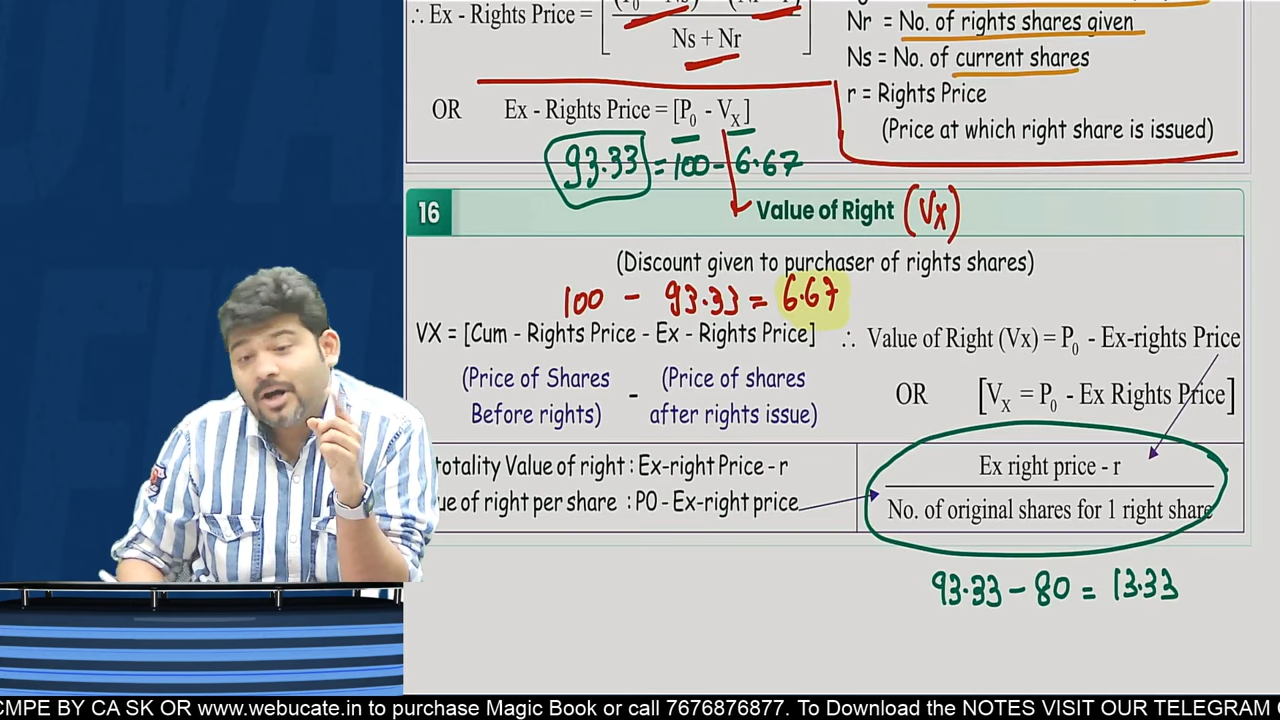 ∴ Ex - Rights Price =
Ns + Nr
Nr = No. of rights shares given
Ns = No. of current shares
r = Rights Price
(Price at which right share is issued)
OR Ex - Rights Price = [P₀ - Vₓ]
93.33 = 100 - 6.67
16 Value of Right (Vx)
(Discount given to purchaser of rights shares)
100 - 93.33 = 6.67
VX = [Cum - Rights Price - Ex - Rights Price]
(Price of Shares Before rights) - (Price of shares after rights issue)
∴ Value of Right (Vx) = P₀ - Ex-rights Price
OR [Vₓ = P₀ - Ex Rights Price]
totality Value of right : Ex-right Price - r
ue of right per share : PO - Ex-right price
Ex right price - r
No. of original shares for 1 right share
93.33 - 80 = 13.33
CMPE BY CA SK OR www.webucate.in to purchase Magic Book or call 7676876877. To Download the NOTES VISIT OUR TELEGRAM